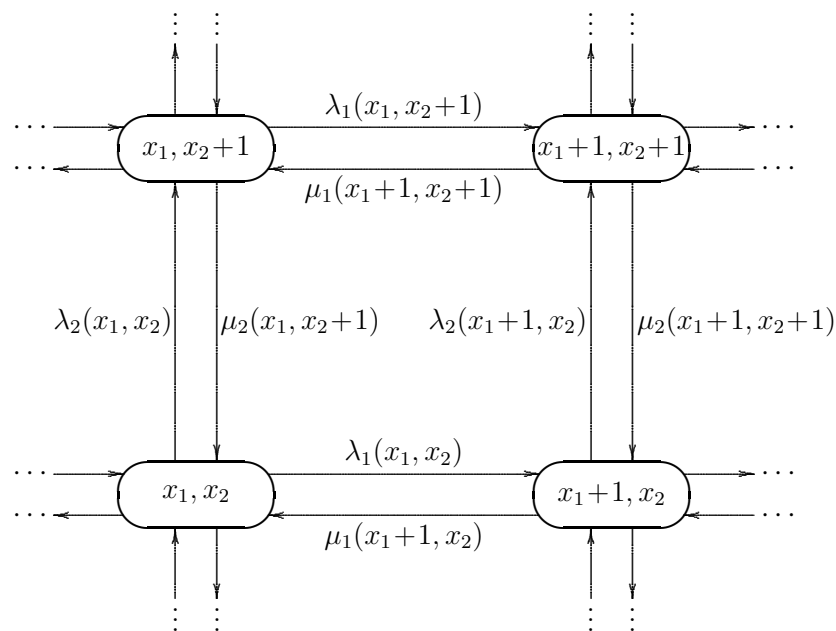 ⋮ ⋮
⋯ λ₁(x₁, x₂+1) ⋯
x₁, x₂+1 x₁+1, x₂+1
⋯ μ₁(x₁+1, x₂+1) ⋯
λ₂(x₁, x₂) μ₂(x₁, x₂+1) λ₂(x₁+1, x₂) μ₂(x₁+1, x₂+1)
⋯ λ₁(x₁, x₂) ⋯
x₁, x₂ x₁+1, x₂
⋯ μ₁(x₁+1, x₂) ⋯
⋮ ⋮